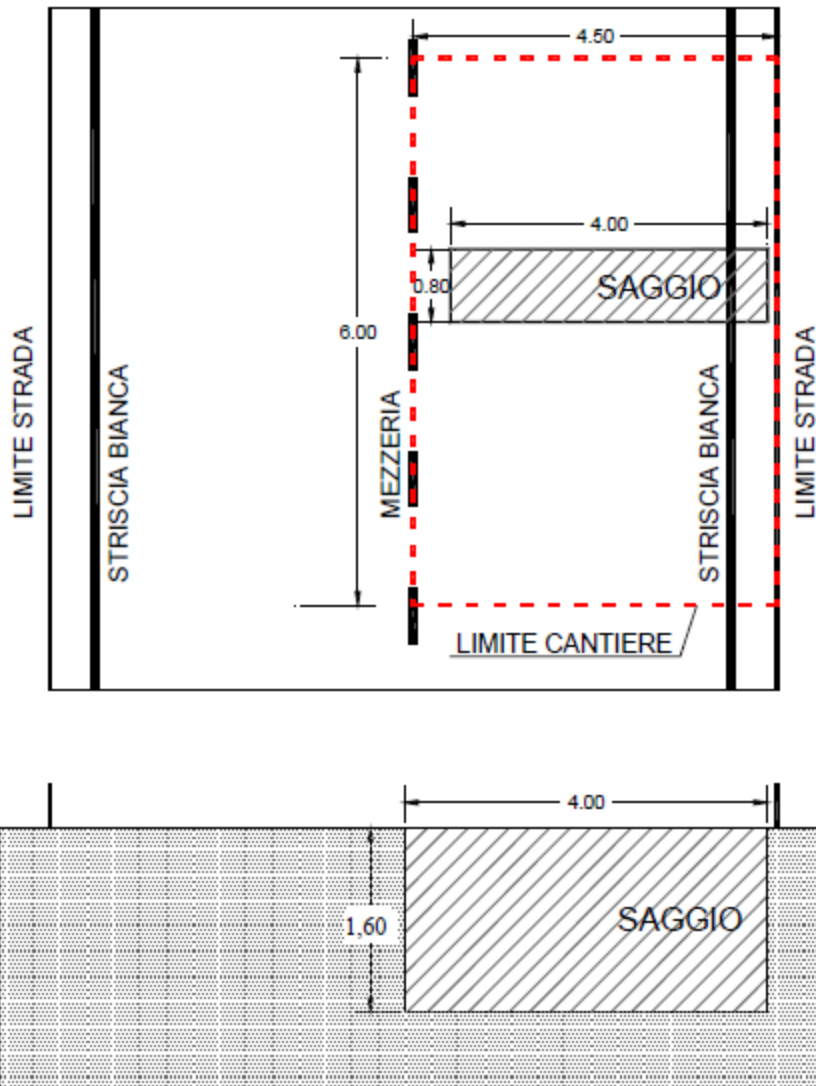 4.50
4.00
0.80
SAGGIO
6.00
LIMITE STRADA
STRISCIA BIANCA
MEZZERIA
STRISCIA BIANCA
LIMITE STRADA
LIMITE CANTIERE
4.00
1,60
SAGGIO